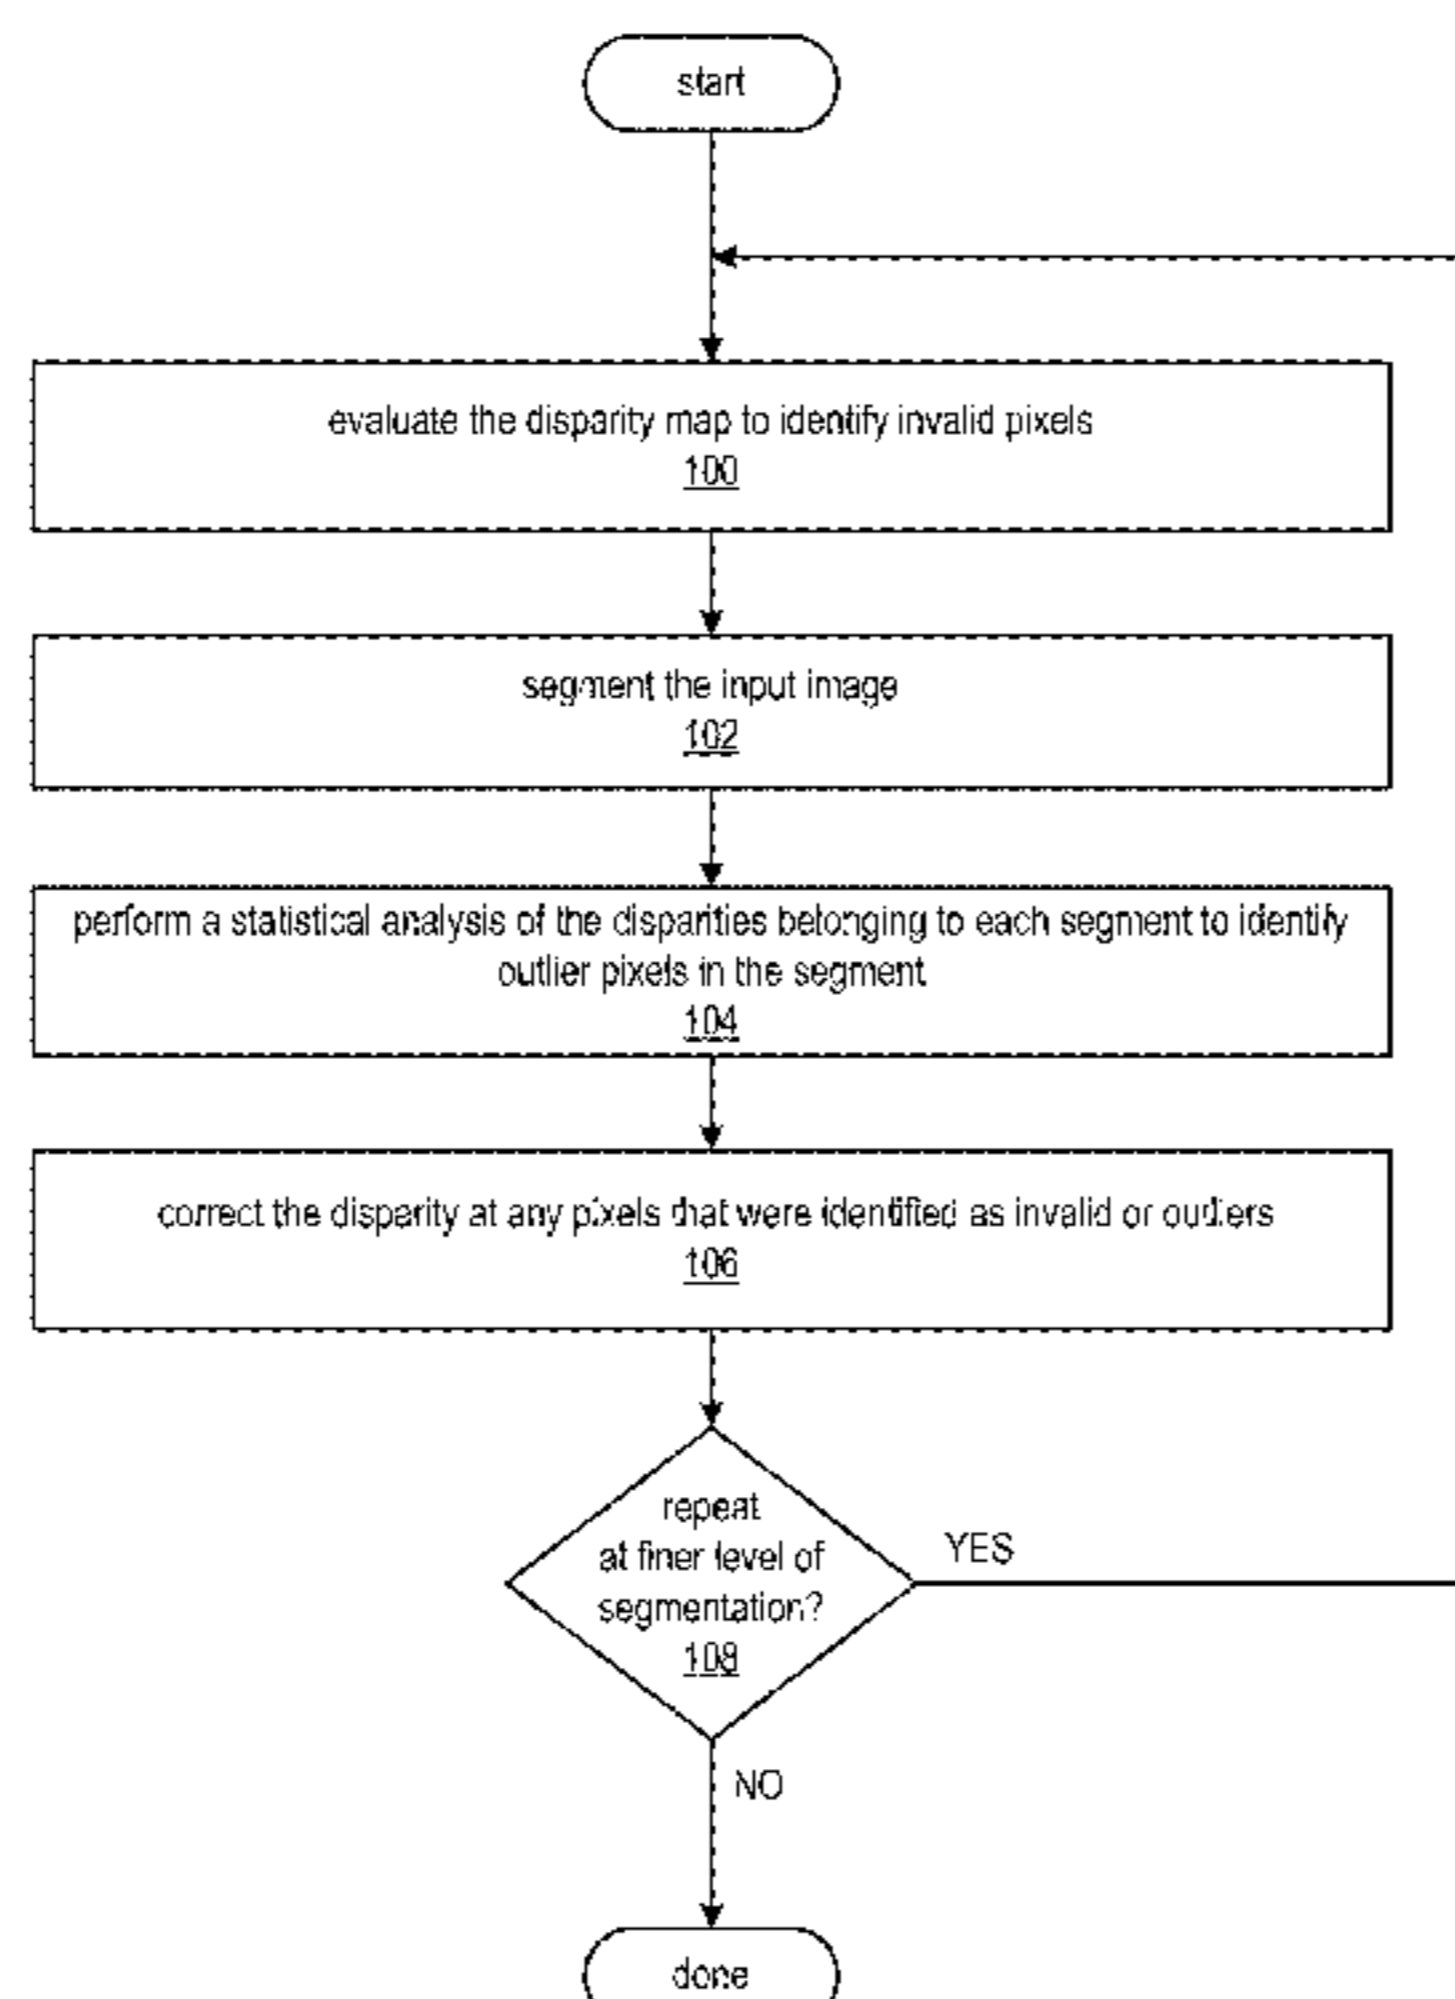 start
evaluate the disparity map to identify invalid pixels
100
segment the input image
102
perform a statistical analysis of the disparities belonging to each segment to identify
outlier pixels in the segment
104
correct the disparity at any pixels that were identified as invalid or outliers
106
repeat
at finer level of
segmentation?
108
YES
NO
done